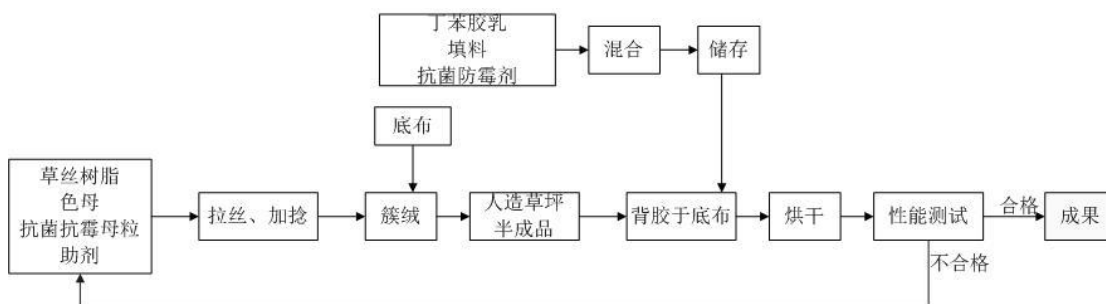 丁苯胶乳
填料
抗菌防霉剂
混合
储存
底布
草丝树脂
色母
抗菌抗霉母粒
助剂
拉丝、加捻
簇绒
人造草坪
半成品
背胶于底布
烘干
性能测试
合格
成果
不合格